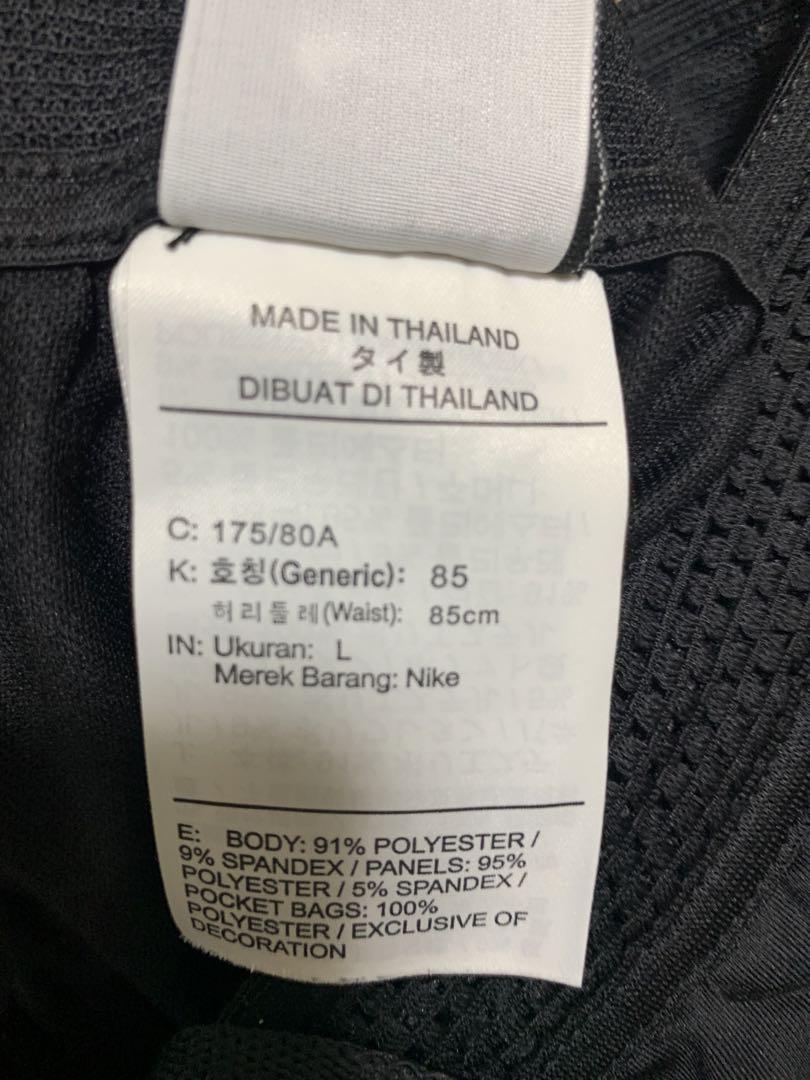 MADE IN THAILAND
タイ製
DIBUAT DI THAILAND
C: 175/80A
K: 호칭(Generic): 85
허리둘레(Waist): 85cm
IN: Ukuran: L
Merek Barang: Nike
E: BODY: 91% POLYESTER /
9% SPANDEX / PANELS: 95%
POLYESTER / 5% SPANDEX /
POCKET BAGS: 100%
POLYESTER / EXCLUSIVE OF
DECORATION